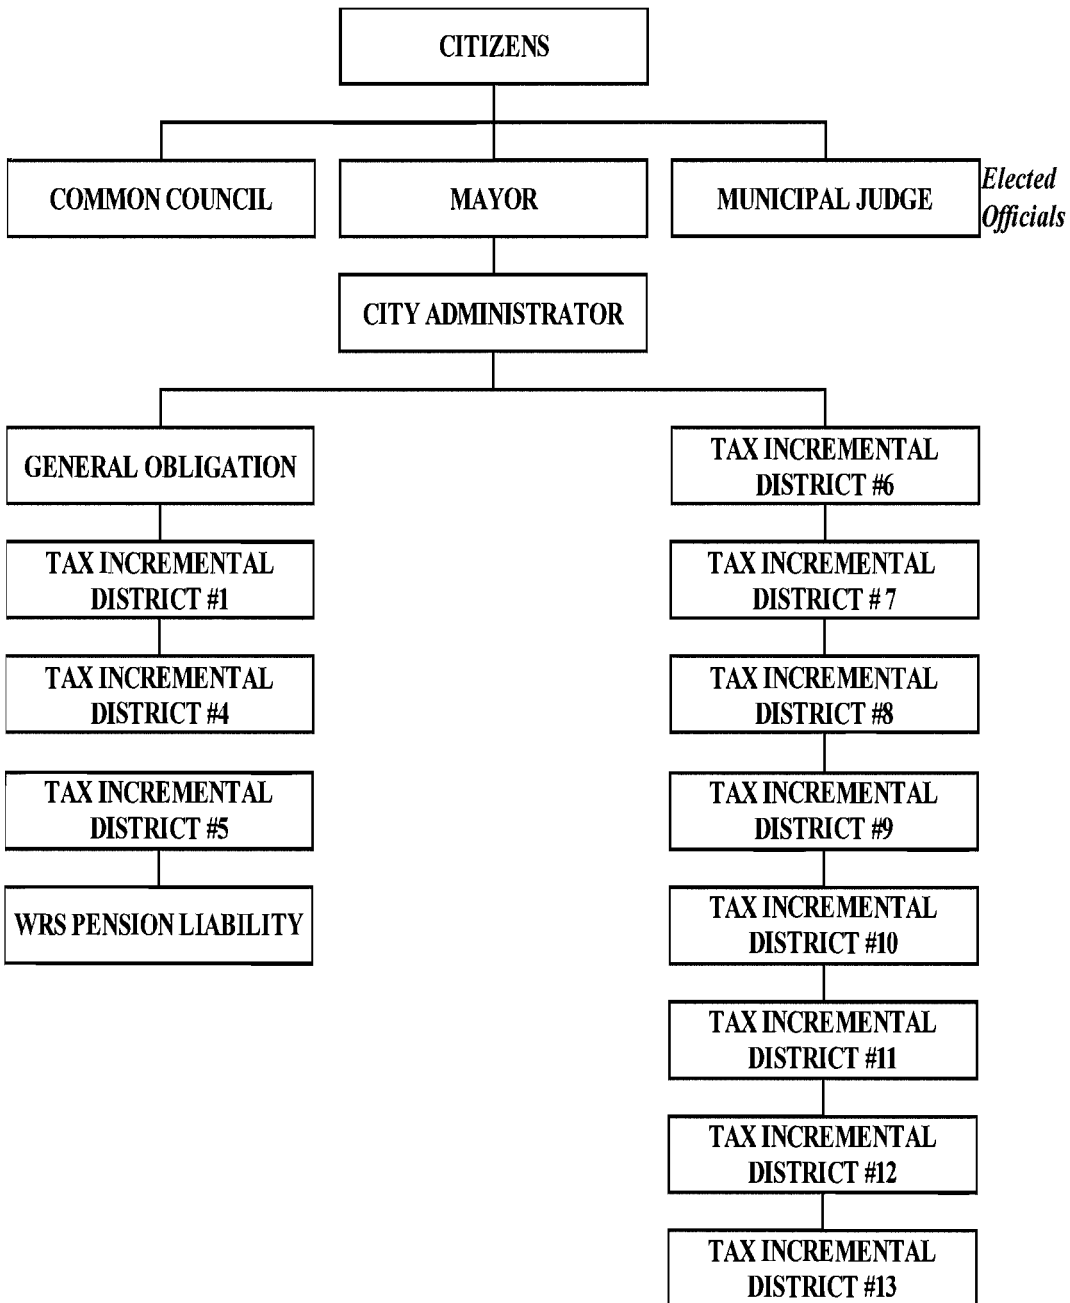 CITIZENS
COMMON COUNCIL
MAYOR
MUNICIPAL JUDGE
Elected
Officials
CITY ADMINISTRATOR
GENERAL OBLIGATION
TAX INCREMENTAL
DISTRICT #1
TAX INCREMENTAL
DISTRICT #4
TAX INCREMENTAL
DISTRICT #5
WRS PENSION LIABILITY
TAX INCREMENTAL
DISTRICT #6
TAX INCREMENTAL
DISTRICT # 7
TAX INCREMENTAL
DISTRICT #8
TAX INCREMENTAL
DISTRICT #9
TAX INCREMENTAL
DISTRICT #10
TAX INCREMENTAL
DISTRICT #11
TAX INCREMENTAL
DISTRICT #12
TAX INCREMENTAL
DISTRICT #13